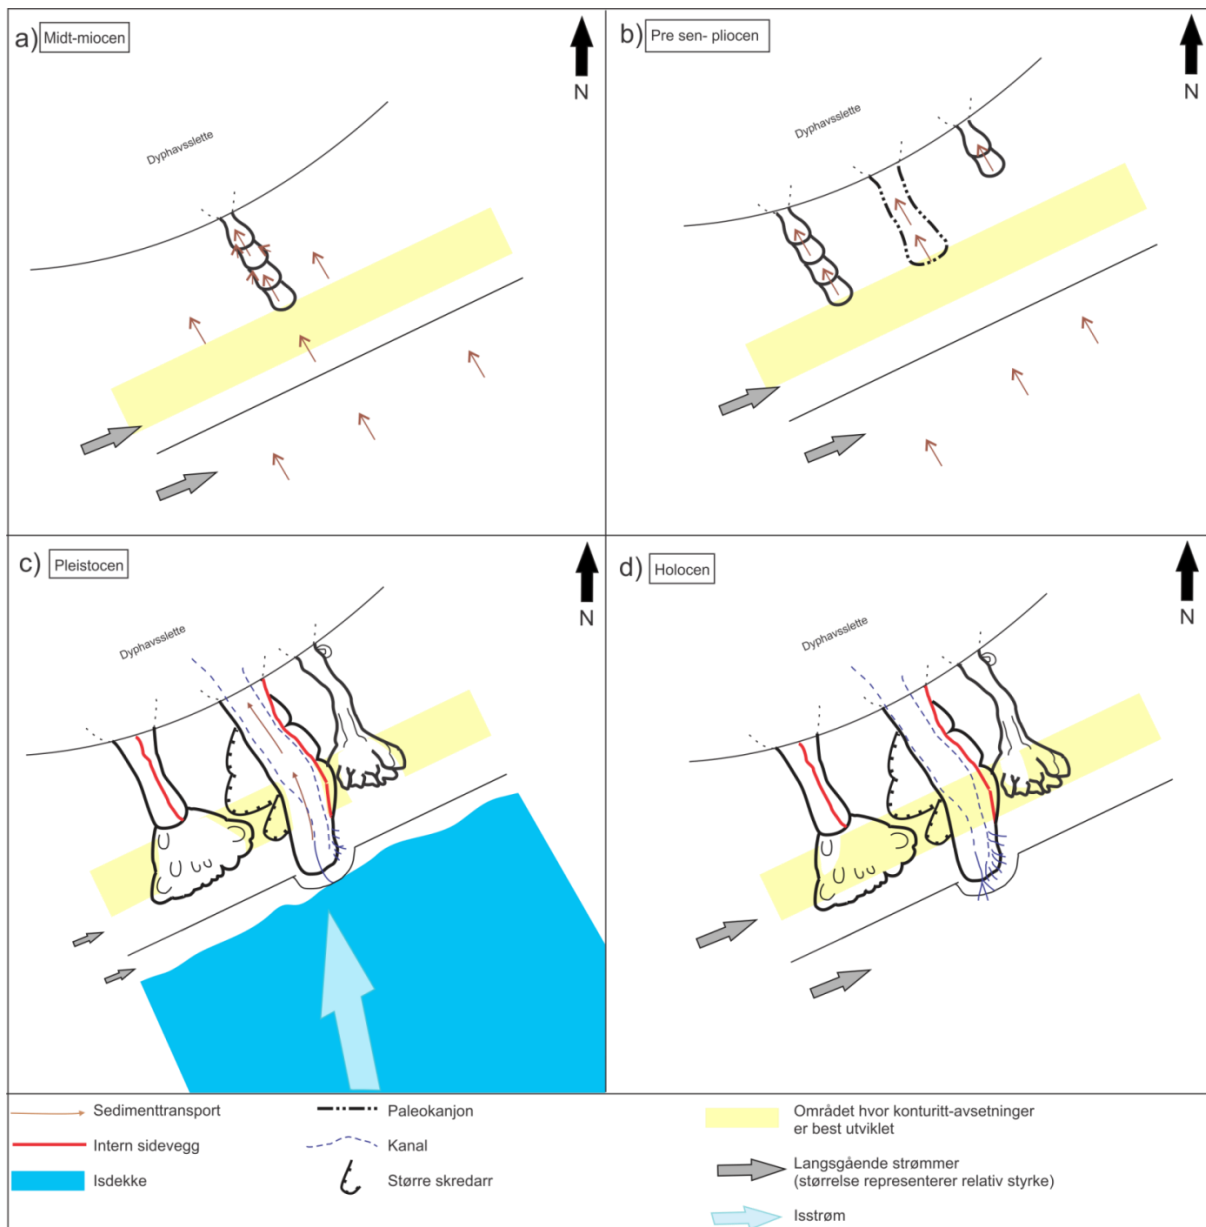 a) Midt-miocen
N
Dyphavsslette
b) Pre sen- pliocen
N
Dyphavsslette
c) Pleistocen
N
Dyphavsslette
d) Holocen
N
Dyphavsslette
Sedimenttransport
Intern sidevegg
Isdekke
Paleokanjon
Kanal
Større skredarr
Området hvor konturitt-avsetninger
er best utviklet
Langsgående strømmer
(størrelse representerer relativ styrke)
Isstrøm